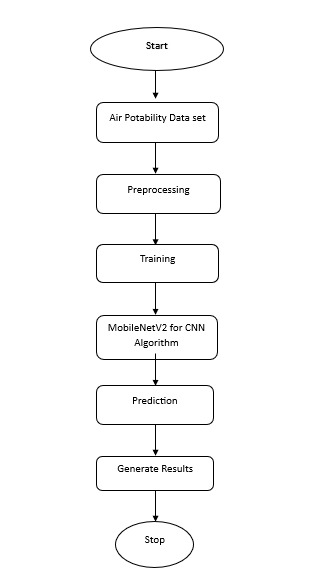 Start
Air Potability Data set
Preprocessing
Training
MobileNetV2 for CNN
Algorithm
Prediction
Generate Results
Stop